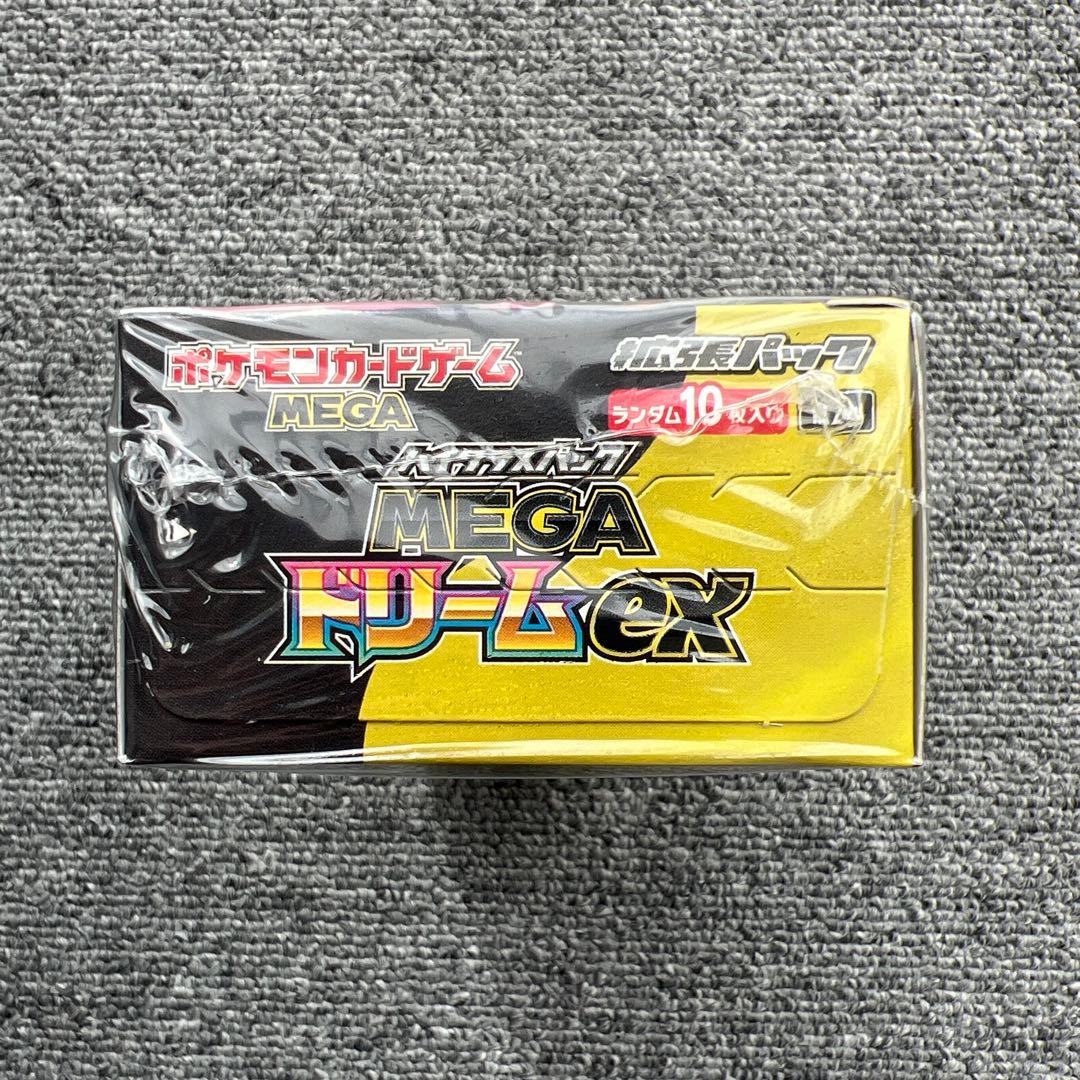 ポケモンカードゲーム
MEGA
拡張パック
ランダム10枚入り
ハイクラスパック
MEGA
ドリームex